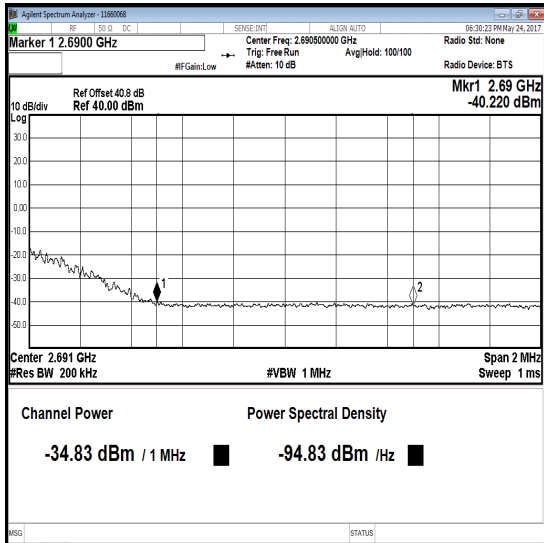 Agilent Spectrum Analyzer - 11660068
LXI RF 50 Ω DC SENSE:INT ALIGN AUTO 06:30:23 PM May 24, 2017
Marker 1 2.6900 GHz
Center Freq: 2.690500000 GHz
Radio Std: None
Trig: Free Run Avg|Hold: 100/100
#IFGain:Low #Atten: 10 dB
Radio Device: BTS
Mkr1 2.69 GHz
-40.220 dBm
Ref Offset 40.8 dB
10 dB/div Ref 40.00 dBm
Log
30.0
20.0
10.0
0.00
-10.0
-20.0
-30.0
-40.0
-50.0
1
2
Center 2.691 GHz
Span 2 MHz
#Res BW 200 kHz
#VBW 1 MHz
Sweep 1 ms
Channel Power
Power Spectral Density
-34.83 dBm / 1 MHz
-94.83 dBm /Hz
MSG
STATUS